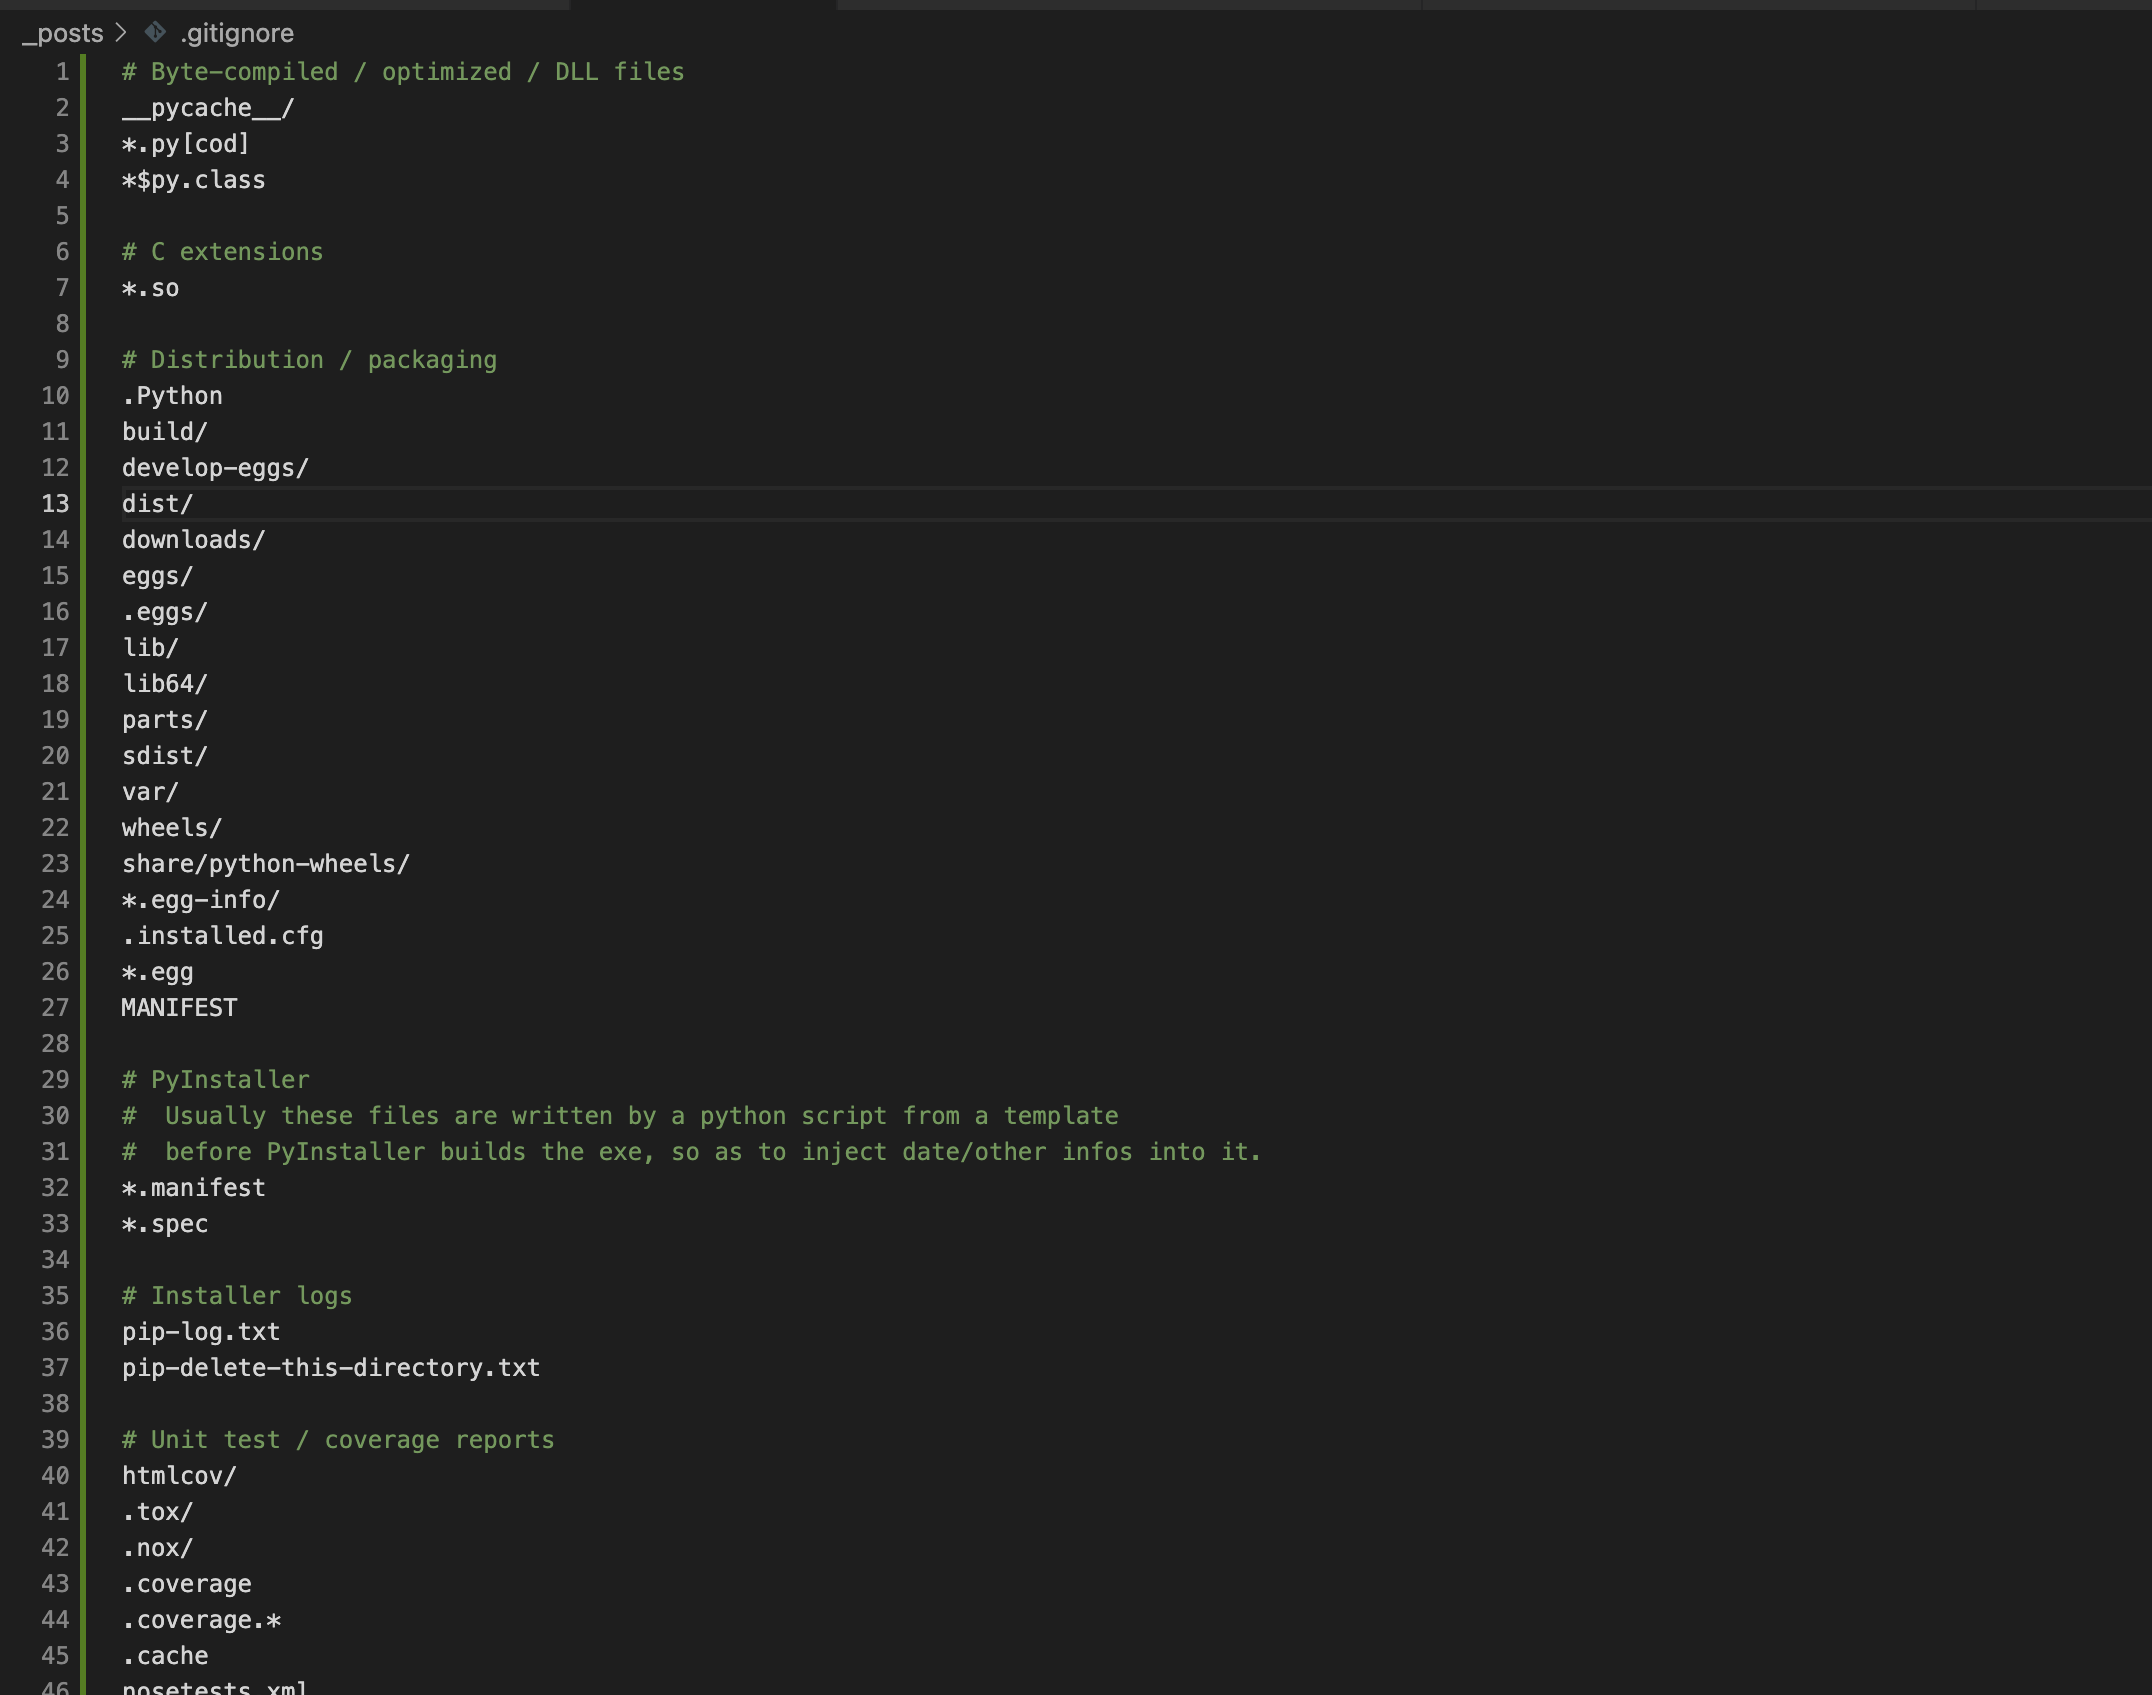 _posts > .gitignore
1 # Byte-compiled / optimized / DLL files
2 __pycache__/
3 *.py[cod]
4 *$py.class
5
6 # C extensions
7 *.so
8
9 # Distribution / packaging
10 .Python
11 build/
12 develop-eggs/
13 dist/
14 downloads/
15 eggs/
16 .eggs/
17 lib/
18 lib64/
19 parts/
20 sdist/
21 var/
22 wheels/
23 share/python-wheels/
24 *.egg-info/
25 .installed.cfg
26 *.egg
27 MANIFEST
28
29 # PyInstaller
30 #  Usually these files are written by a python script from a template
31 #  before PyInstaller builds the exe, so as to inject date/other infos into it.
32 *.manifest
33 *.spec
34
35 # Installer logs
36 pip-log.txt
37 pip-delete-this-directory.txt
38
39 # Unit test / coverage reports
40 htmlcov/
41 .tox/
42 .nox/
43 .coverage
44 .coverage.*
45 .cache
46 nosetests.xml